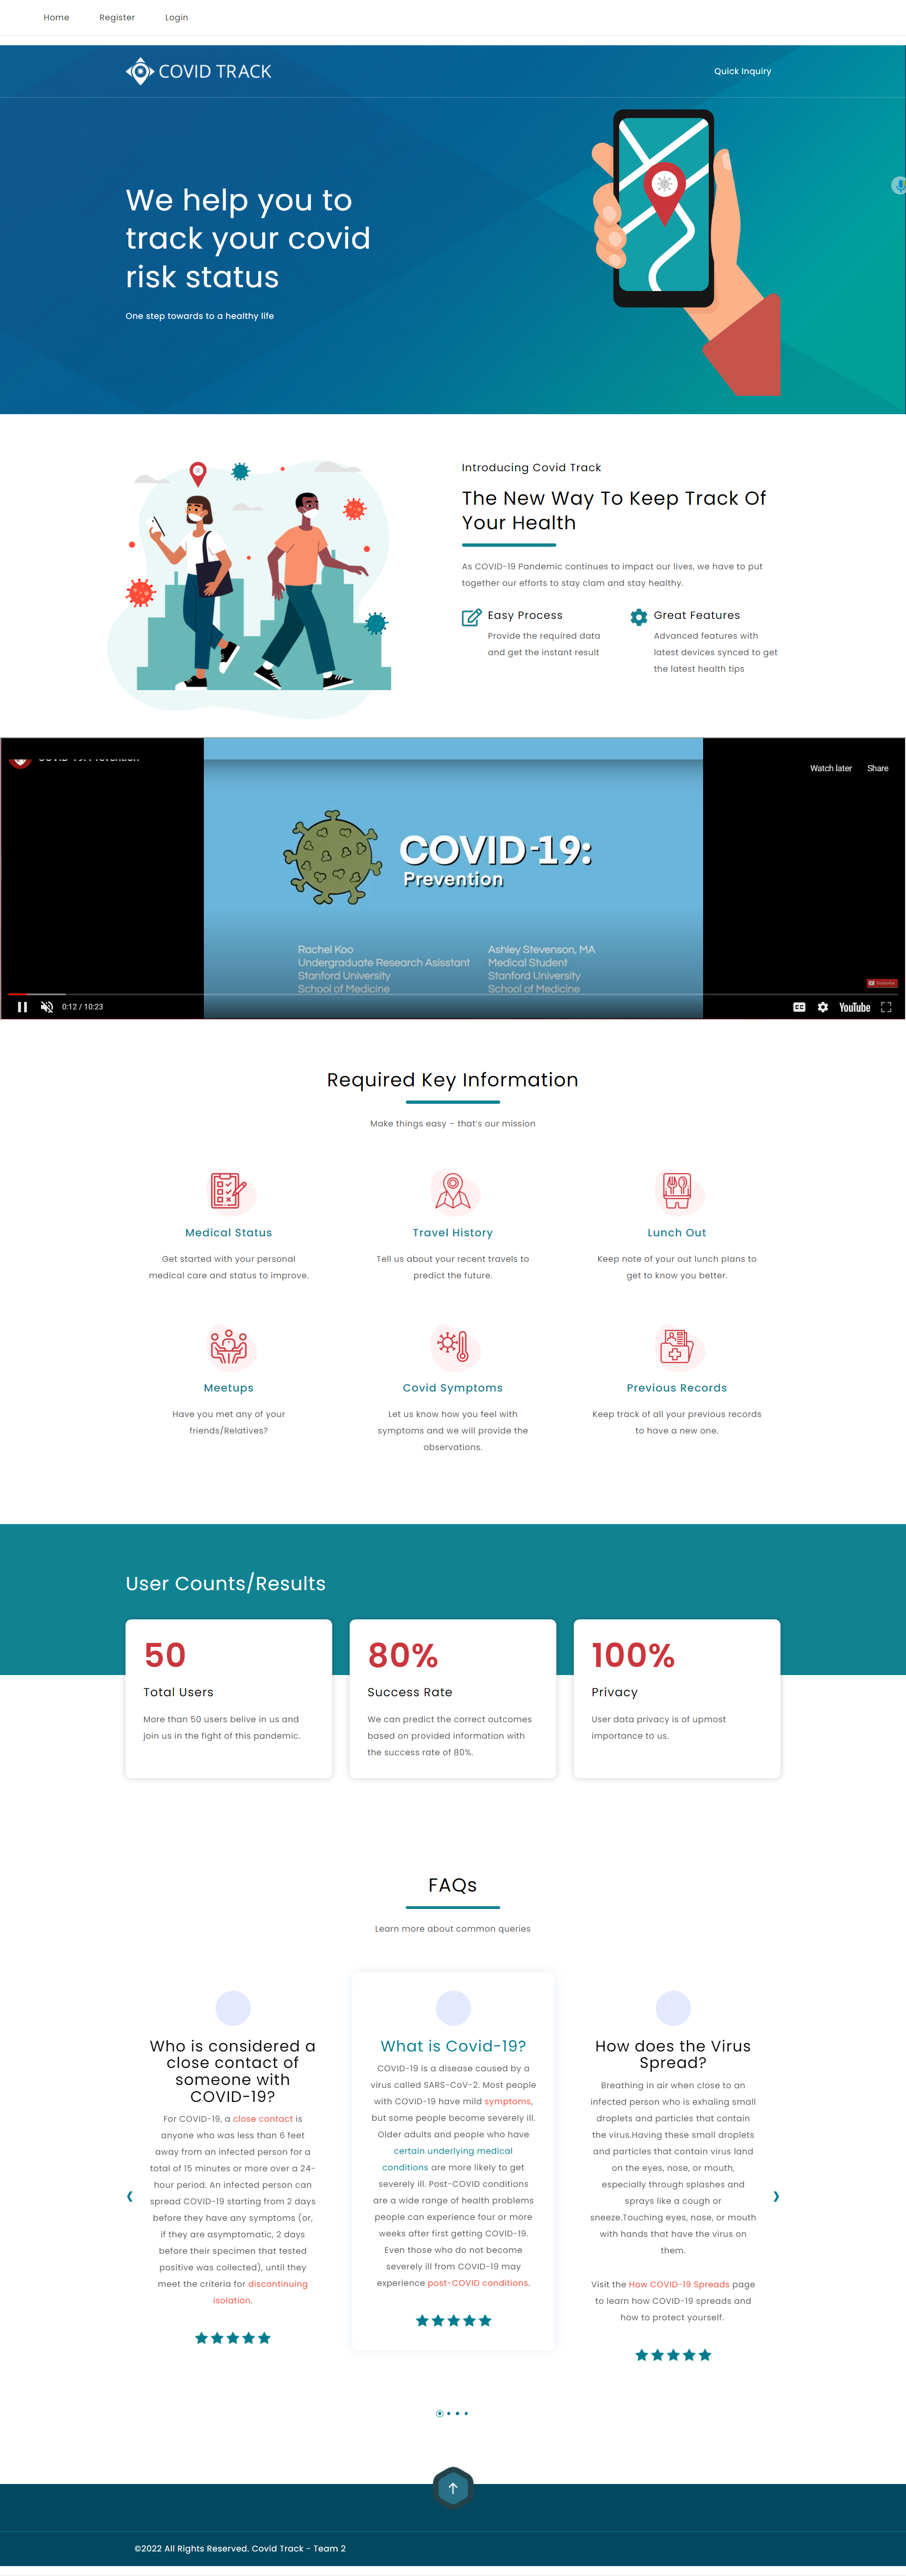 Home Register Login
COVID TRACK
Quick Inquiry
We help you to
track your covid
risk status
One step towards to a healthy life
Introducing Covid Track
The New Way To Keep Track Of
Your Health
As COVID-19 Pandemic continues to impact our lives, we have to put
together our efforts to stay clam and stay healthy.
Easy Process
Provide the required data
and get the instant result
Great Features
Advanced features with
latest devices synced to get
the latest health tips
COVID-19: Prevention
Watch later Share
COVID-19:
Prevention
Rachel Koo
Undergraduate Research Asisstant
Stanford University
School of Medicine
Ashley Stevenson, MA
Medical Student
Stanford University
School of Medicine
Subscribe
0:12 / 10:23
CC
YouTube
Required Key Information
Make things easy – that's our mission
Medical Status
Get started with your personal
medical care and status to improve.
Travel History
Tell us about your recent travels to
predict the future.
Lunch Out
Keep note of your out lunch plans to
get to know you better.
Meetups
Have you met any of your
friends/Relatives?
Covid Symptoms
Let us know how you feel with
symptoms and we will provide the
observations.
Previous Records
Keep track of all your previous records
to have a new one.
User Counts/Results
50
Total Users
More than 50 users belive in us and
join us in the fight of this pandemic.
80%
Success Rate
We can predict the correct outcomes
based on provided information with
the success rate of 80%.
100%
Privacy
User data privacy is of upmost
importance to us.
FAQs
Learn more about common queries
Who is considered a
close contact of
someone with
COVID-19?
For COVID-19, a close contact is
anyone who was less than 6 feet
away from an infected person for a
total of 15 minutes or more over a 24-
hour period. An infected person can
spread COVID-19 starting from 2 days
before they have any symptoms (or,
if they are asymptomatic, 2 days
before their specimen that tested
positive was collected), until they
meet the criteria for discontinuing
isolation.
What is Covid-19?
COVID-19 is a disease caused by a
virus called SARS-CoV-2. Most people
with COVID-19 have mild symptoms,
but some people become severely ill.
Older adults and people who have
certain underlying medical
conditions are more likely to get
severely ill. Post-COVID conditions
are a wide range of health problems
people can experience four or more
weeks after first getting COVID-19.
Even those who do not become
severely ill from COVID-19 may
experience post-COVID conditions.
How does the Virus
Spread?
Breathing in air when close to an
infected person who is exhaling small
droplets and particles that contain
the virus.Having these small droplets
and particles that contain virus land
on the eyes, nose, or mouth,
especially through splashes and
sprays like a cough or
sneeze.Touching eyes, nose, or mouth
with hands that have the virus on
them.
Visit the How COVID-19 Spreads page
to learn how COVID-19 spreads and
how to protect yourself.
©2022 All Rights Reserved. Covid Track - Team 2